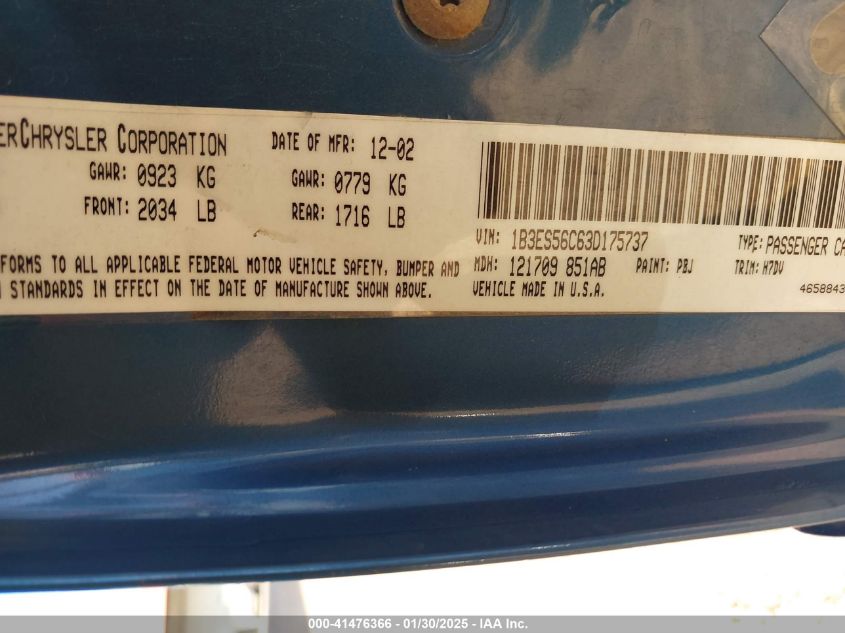 ERCHRYSLER CORPORATION DATE OF MFR: 12-02
GAWR: 0923 KG GAWR: 0779 KG
FRONT: 2034 LB REAR: 1716 LB
FORMS TO ALL APPLICABLE FEDERAL MOTOR VEHICLE SAFETY, BUMPER AND
STANDARDS IN EFFECT ON THE DATE OF MANUFACTURE SHOWN ABOVE.
VIN: 1B3ES56C63D175737 TYPE: PASSENGER CA
MDH: 121709 851AB PAINT: PBJ TRIM: H7DV
VEHICLE MADE IN U.S.A.
4658843
000-41476366 - 01/30/2025 - IAA Inc.